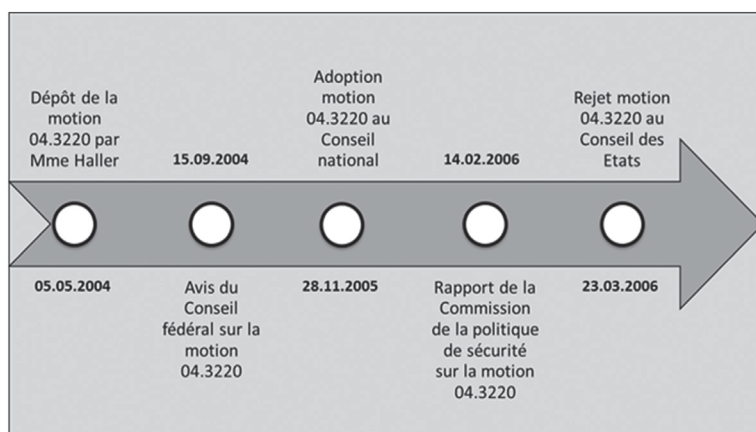 Dépôt de la
motion
04.3220 par
Mme Haller
05.05.2004
15.09.2004
Avis du
Conseil
fédéral sur la
motion
04.3220
Adoption
motion
04.3220 au
Conseil
national
28.11.2005
14.02.2006
Rapport de la
Commission
de la politique
de sécurité
sur la motion
04.3220
Rejet motion
04.3220 au
Conseil des
Etats
23.03.2006